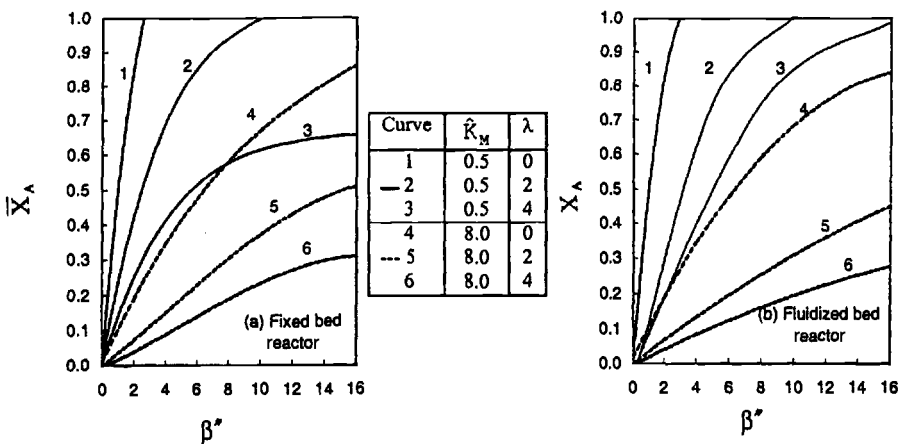 1.0
0.9
0.8
0.7
0.6
0.5
0.4
0.3
0.2
0.1
0.0
X̄ A
1
2
4
3
5
6
(a) Fixed bed
reactor
0 2 4 6 8 10 12 14 16
β″
Curve K̂ M λ
1 0.5 0
2 0.5 2
3 0.5 4
4 8.0 0
5 8.0 2
6 8.0 4
1.0
0.9
0.8
0.7
0.6
0.5
0.4
0.3
0.2
0.1
0.0
X A
1
2
3
4
5
6
(b) Fluidized bed
reactor
0 2 4 6 8 10 12 14 16
β″